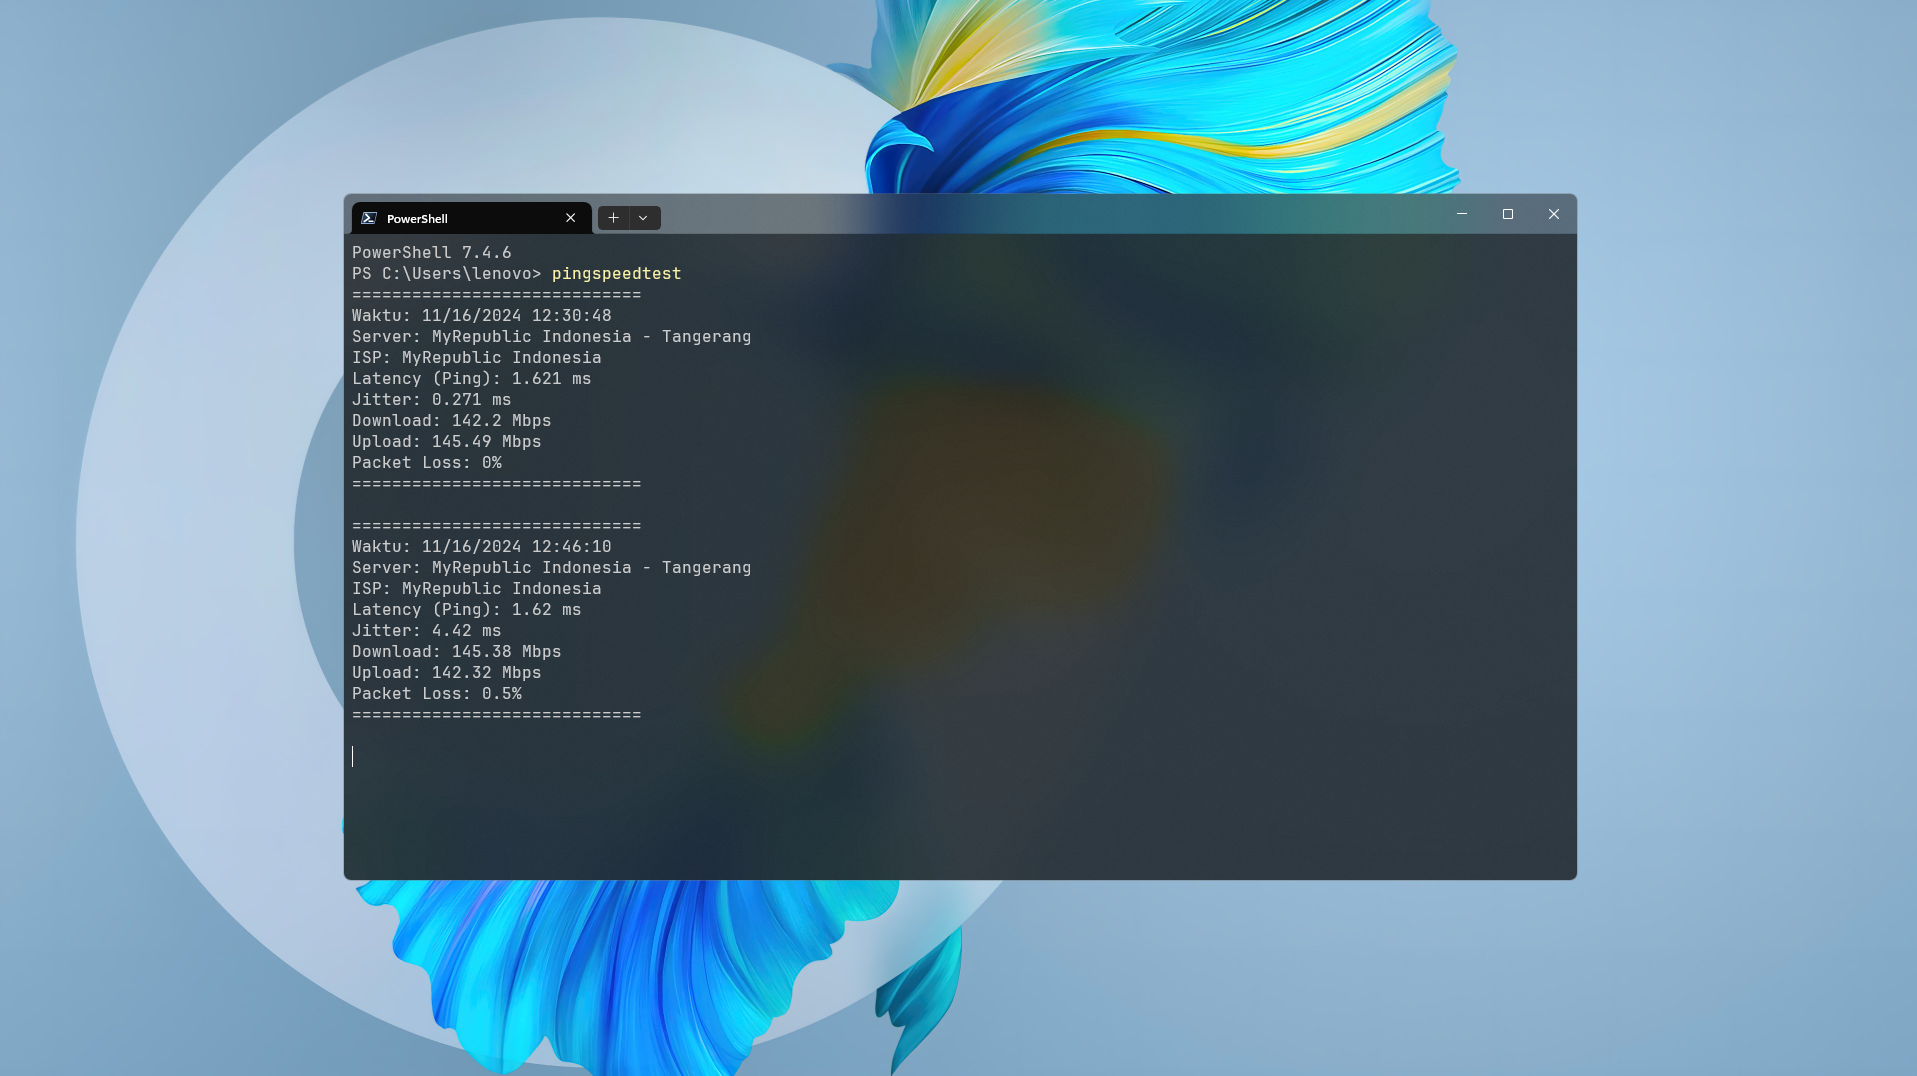 PowerShell
PowerShell 7.4.6
PS C:\Users\lenovo> pingspeedtest
=============================
Waktu: 11/16/2024 12:30:48
Server: MyRepublic Indonesia - Tangerang
ISP: MyRepublic Indonesia
Latency (Ping): 1.621 ms
Jitter: 0.271 ms
Download: 142.2 Mbps
Upload: 145.49 Mbps
Packet Loss: 0%
=============================
=============================
Waktu: 11/16/2024 12:46:10
Server: MyRepublic Indonesia - Tangerang
ISP: MyRepublic Indonesia
Latency (Ping): 1.62 ms
Jitter: 4.42 ms
Download: 145.38 Mbps
Upload: 142.32 Mbps
Packet Loss: 0.5%
=============================